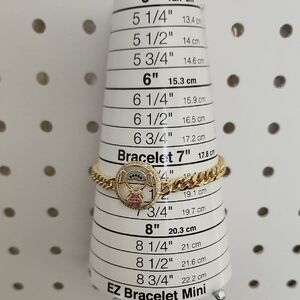 5 1/4" 13.4 cm
5 1/2" 14 cm
5 3/4" 14.6 cm
6" 15.3 cm
6 1/4" 15.9 cm
6 1/2" 16.5 cm
6 3/4" 17.2 cm
Bracelet 7" 17.8 cm
3/4" 19.7 cm
8" 20.3 cm
8 1/4" 21 cm
8 1/2" 21.6 cm
8 3/4" 22.2 cm
EZ Bracelet Mini